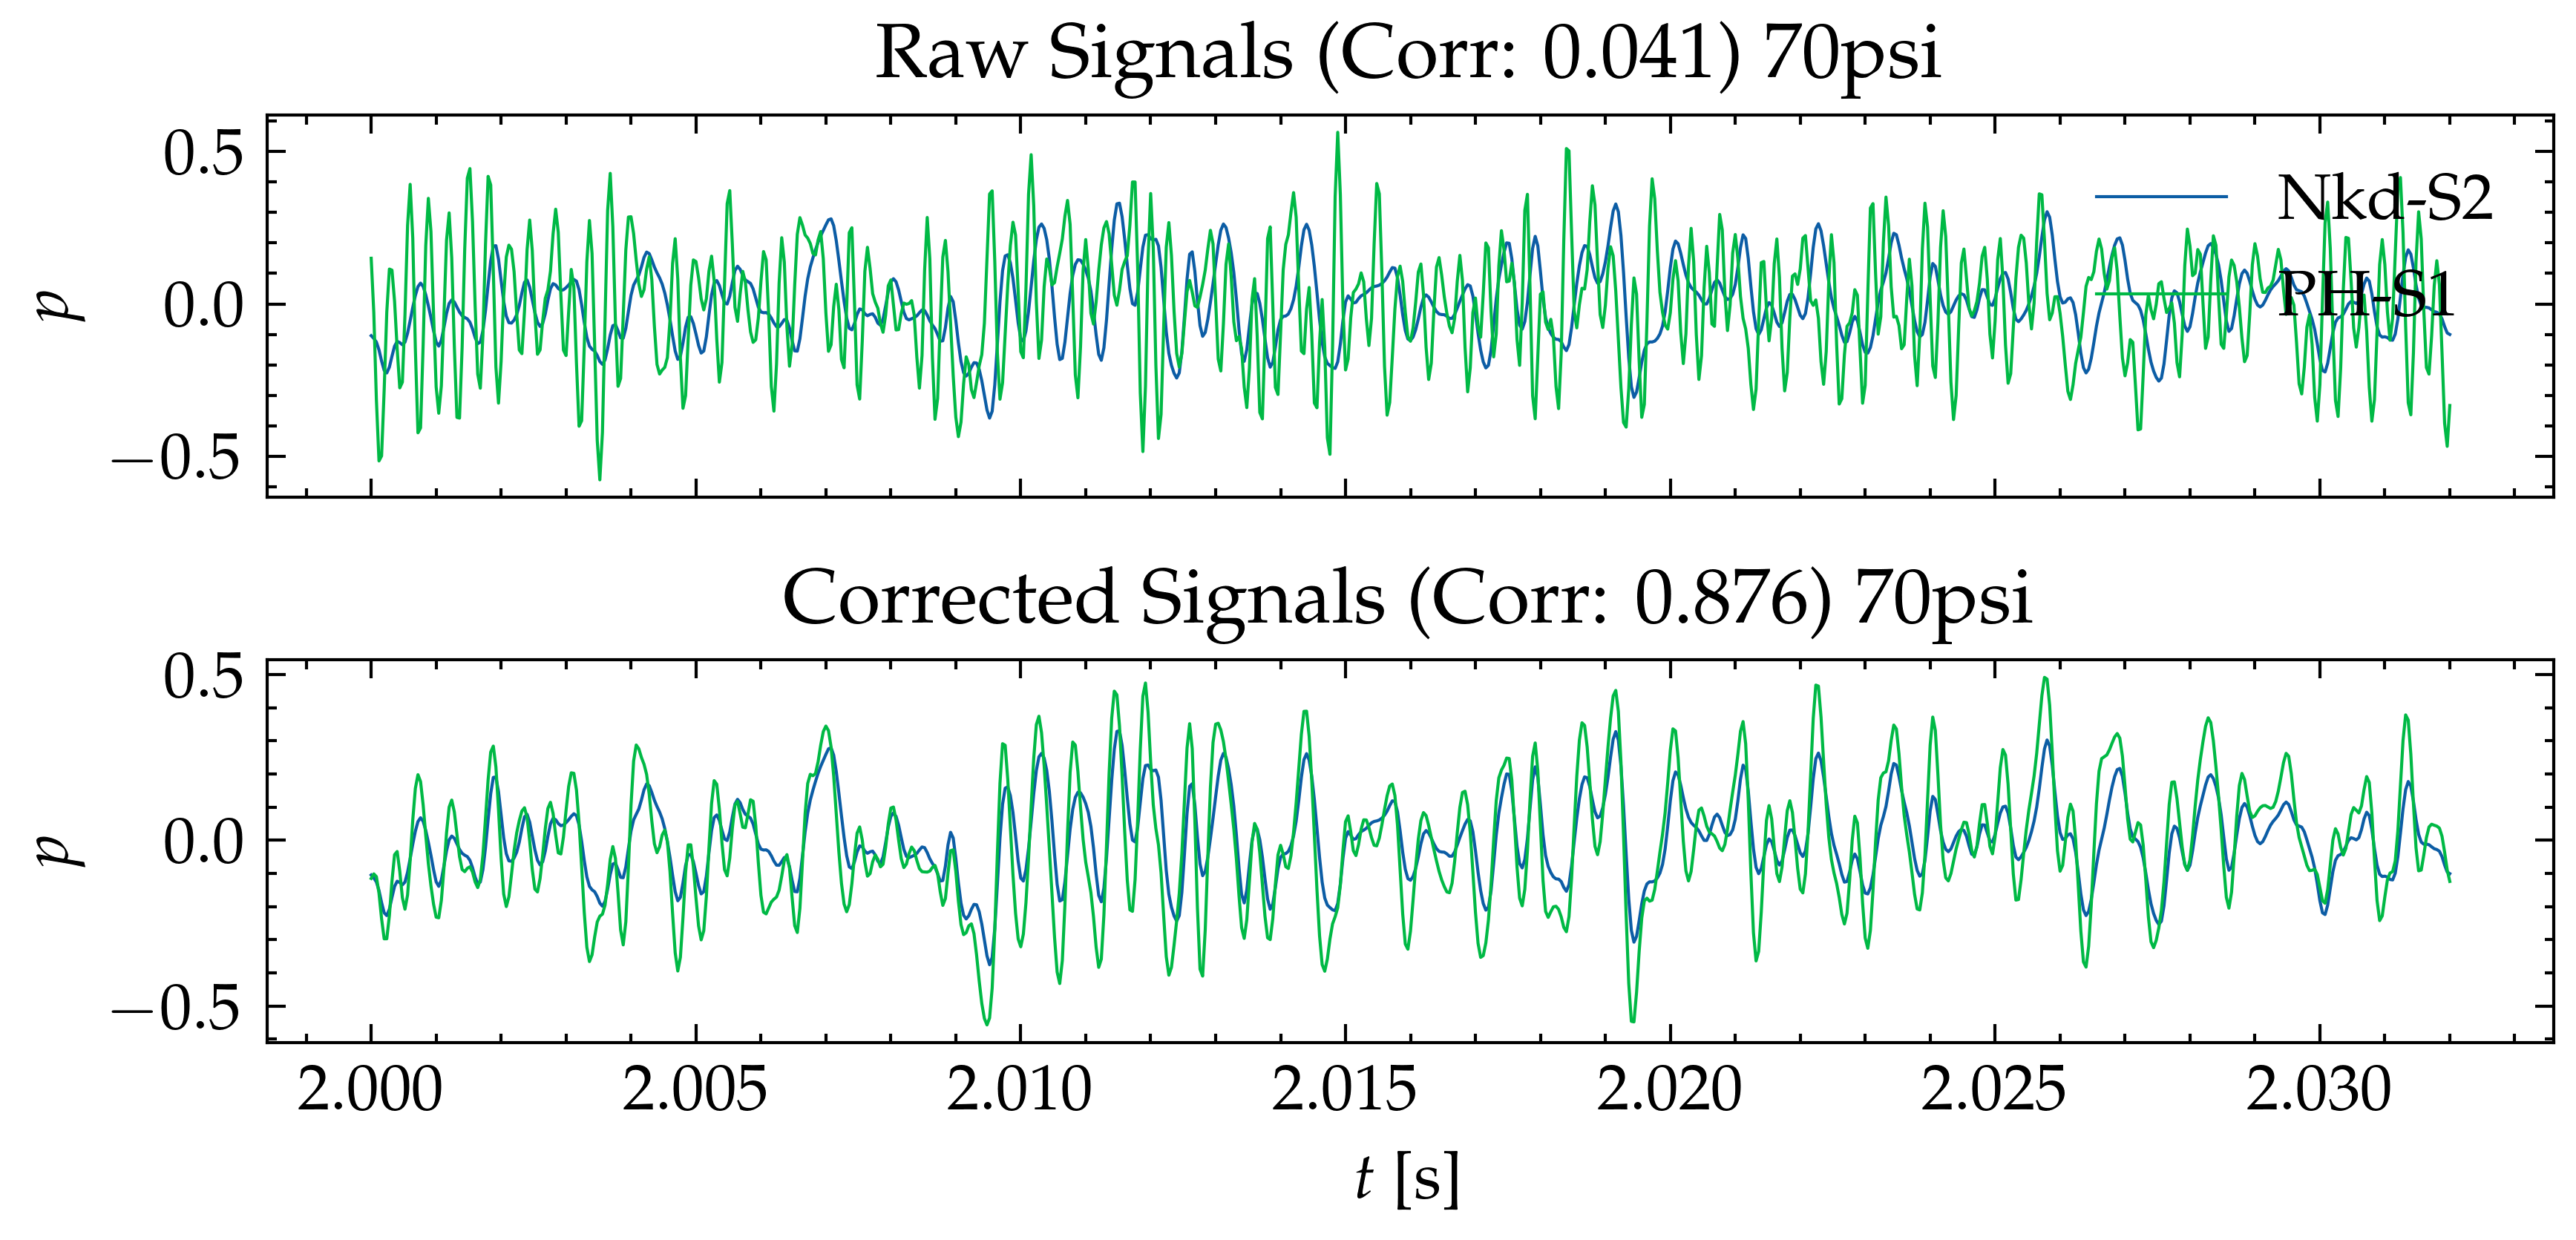 Raw Signals (Corr: 0.041) 70psi
0.5
0.0
−0.5
p
Nkd-S2
PH-S1
Corrected Signals (Corr: 0.876) 70psi
0.5
0.0
−0.5
p
2.000 2.005 2.010 2.015 2.020 2.025 2.030
t [s]